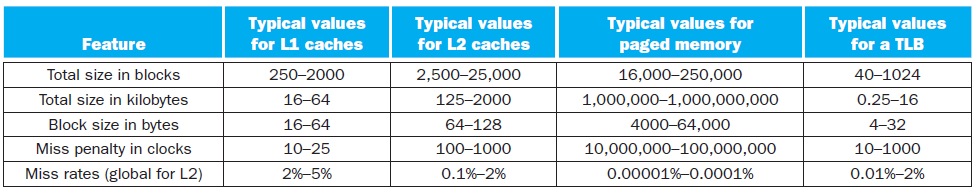 Feature Typical values for L1 caches Typical values for L2 caches Typical values for paged memory Typical values for a TLB
Total size in blocks 250–2000 2,500–25,000 16,000–250,000 40–1024
Total size in kilobytes 16–64 125–2000 1,000,000–1,000,000,000 0.25–16
Block size in bytes 16–64 64–128 4000–64,000 4–32
Miss penalty in clocks 10–25 100–1000 10,000,000–100,000,000 10–1000
Miss rates (global for L2) 2%–5% 0.1%–2% 0.00001%–0.0001% 0.01%–2%